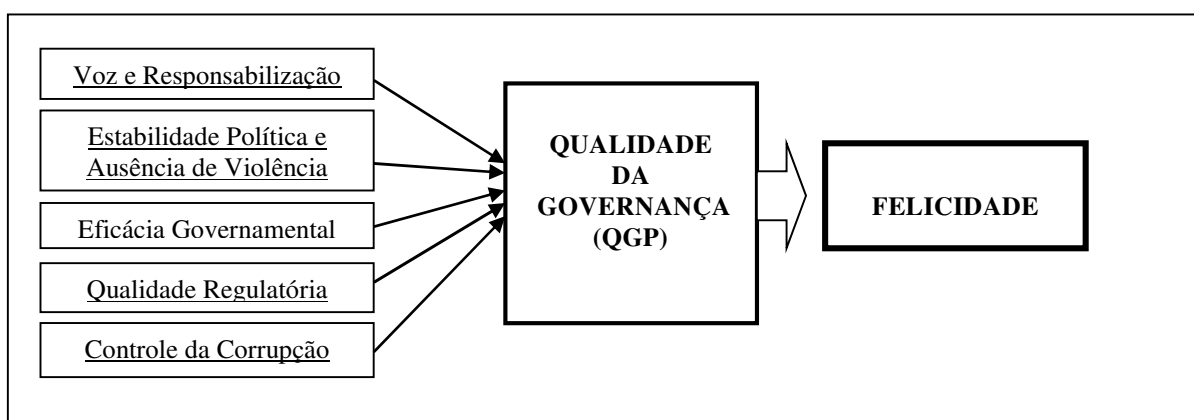 Voz e Responsabilização
Estabilidade Política e
Ausência de Violência
Eficácia Governamental
Qualidade Regulatória
Controle da Corrupção
QUALIDADE
DA
GOVERNANÇA
(QGP)
FELICIDADE